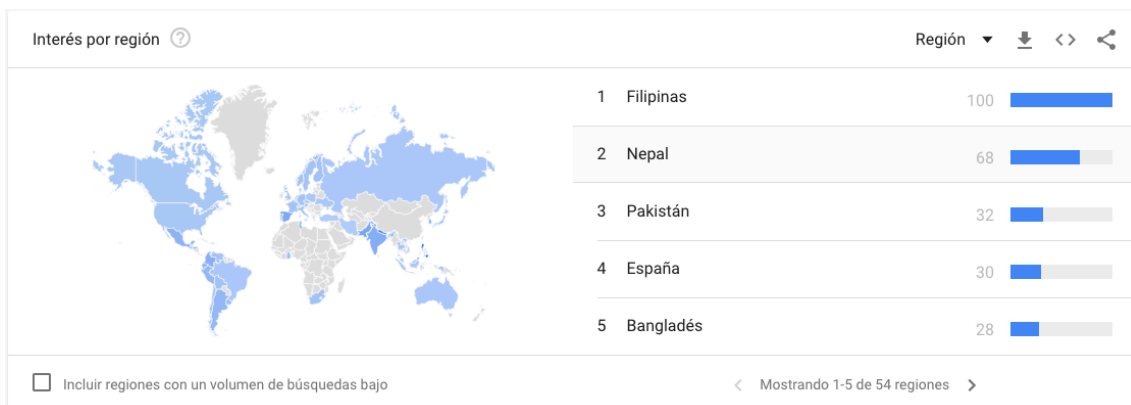 Interés por región ?
Región
1 Filipinas 100
2 Nepal 68
3 Pakistán 32
4 España 30
5 Bangladés 28
Incluir regiones con un volumen de búsquedas bajo
Mostrando 1-5 de 54 regiones